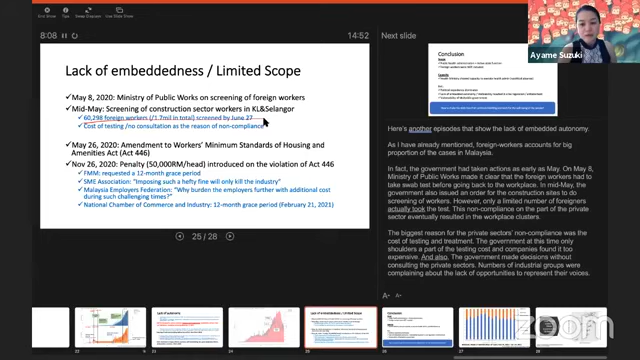 End Show
Tips
Swap Displays
Use Slide Show
8:08
14:52
Next slide
Ayame Suzuki
Lack of embeddedness / Limited Scope
May 8, 2020: Ministry of Public Works on screening of foreign workers
Mid-May: Screening of construction sector workers in KL&Selangor
60,298 foreign workers (/1.7mil in total) screened by June 27
Cost of testing /no consultation as the reason of non-compliance
May 26, 2020: Amendment to Workers' Minimum Standards of Housing and
Amenities Act (Act 446)
Nov 26, 2020: Penalty (50,000RM/head) introduced on the violation of Act 446
FMM: requested a 12-month grace period
SME Association: "Imposing such a hefty fine will only kill the industry"
Malaysia Employers Federation: "Why burden the employers further with additional cost
during such challenging times?"
National Chamber of Commerce and Industry: 12-month grace period (February 21, 2021)
25 / 28
Conclusion
Here's another episodes that show the lack of embedded autonomy.
As I have already mentioned, foreign-workers accounts for big
proportion of the cases in Malaysia.
In fact, the government had taken actions as early as May. On May 8,
Ministry of Public Works made it clear that the foreign workers had to
take swab test before going back to the workplace. In mid-May, the
government also issued an order for the construction sites to do
screening of workers. However, only a limited number of foreigners
actually took the test. This non-compliance on the part of the private
sector eventually resulted in the workplace clusters.
The biggest reason for the private sectors' non-compliance was the
cost of testing and treatment. The government at this time only
shoulders a part of the testing cost and companies found it too
expensive. And also, The government made decisions without
consulting the private sectors. Numbers of industrial groups were
complaining about the lack of opportunities to represent their voices.
A- A+
Lack of autonomy
Lack of embeddedness / Limited Scope
Conclusion
22
23
24
25
26
27
28
zoom